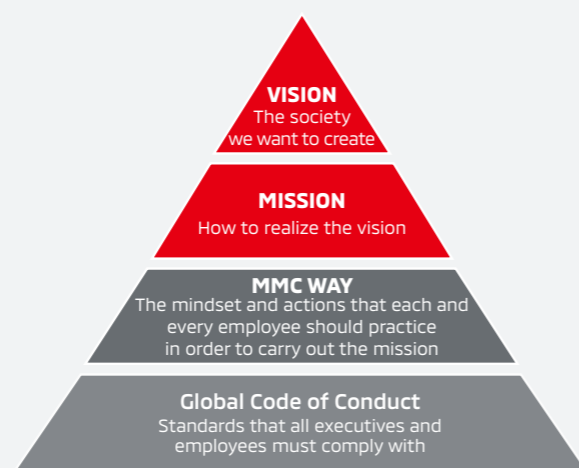 VISION
The society
we want to create
MISSION
How to realize the vision
MMC WAY
The mindset and actions that each and
every employee should practice
in order to carry out the mission
Global Code of Conduct
Standards that all executives and
employees must comply with